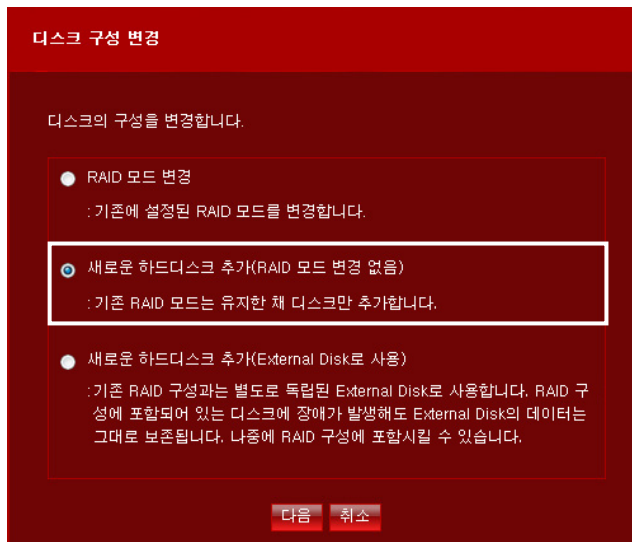 디스크 구성 변경
디스크의 구성을 변경합니다.
RAID 모드 변경
: 기존에 설정된 RAID 모드를 변경합니다.
새로운 하드디스크 추가(RAID 모드 변경 없음)
: 기존 RAID 모드는 유지한 채 디스크만 추가합니다.
새로운 하드디스크 추가(External Disk로 사용)
: 기존 RAID 구성과는 별도로 독립된 External Disk로 사용합니다. RAID 구
성에 포함되어 있는 디스크에 장애가 발생해도 External Disk의 데이터는
그대로 보존됩니다. 나중에 RAID 구성에 포함시킬 수 있습니다.
다음 취소